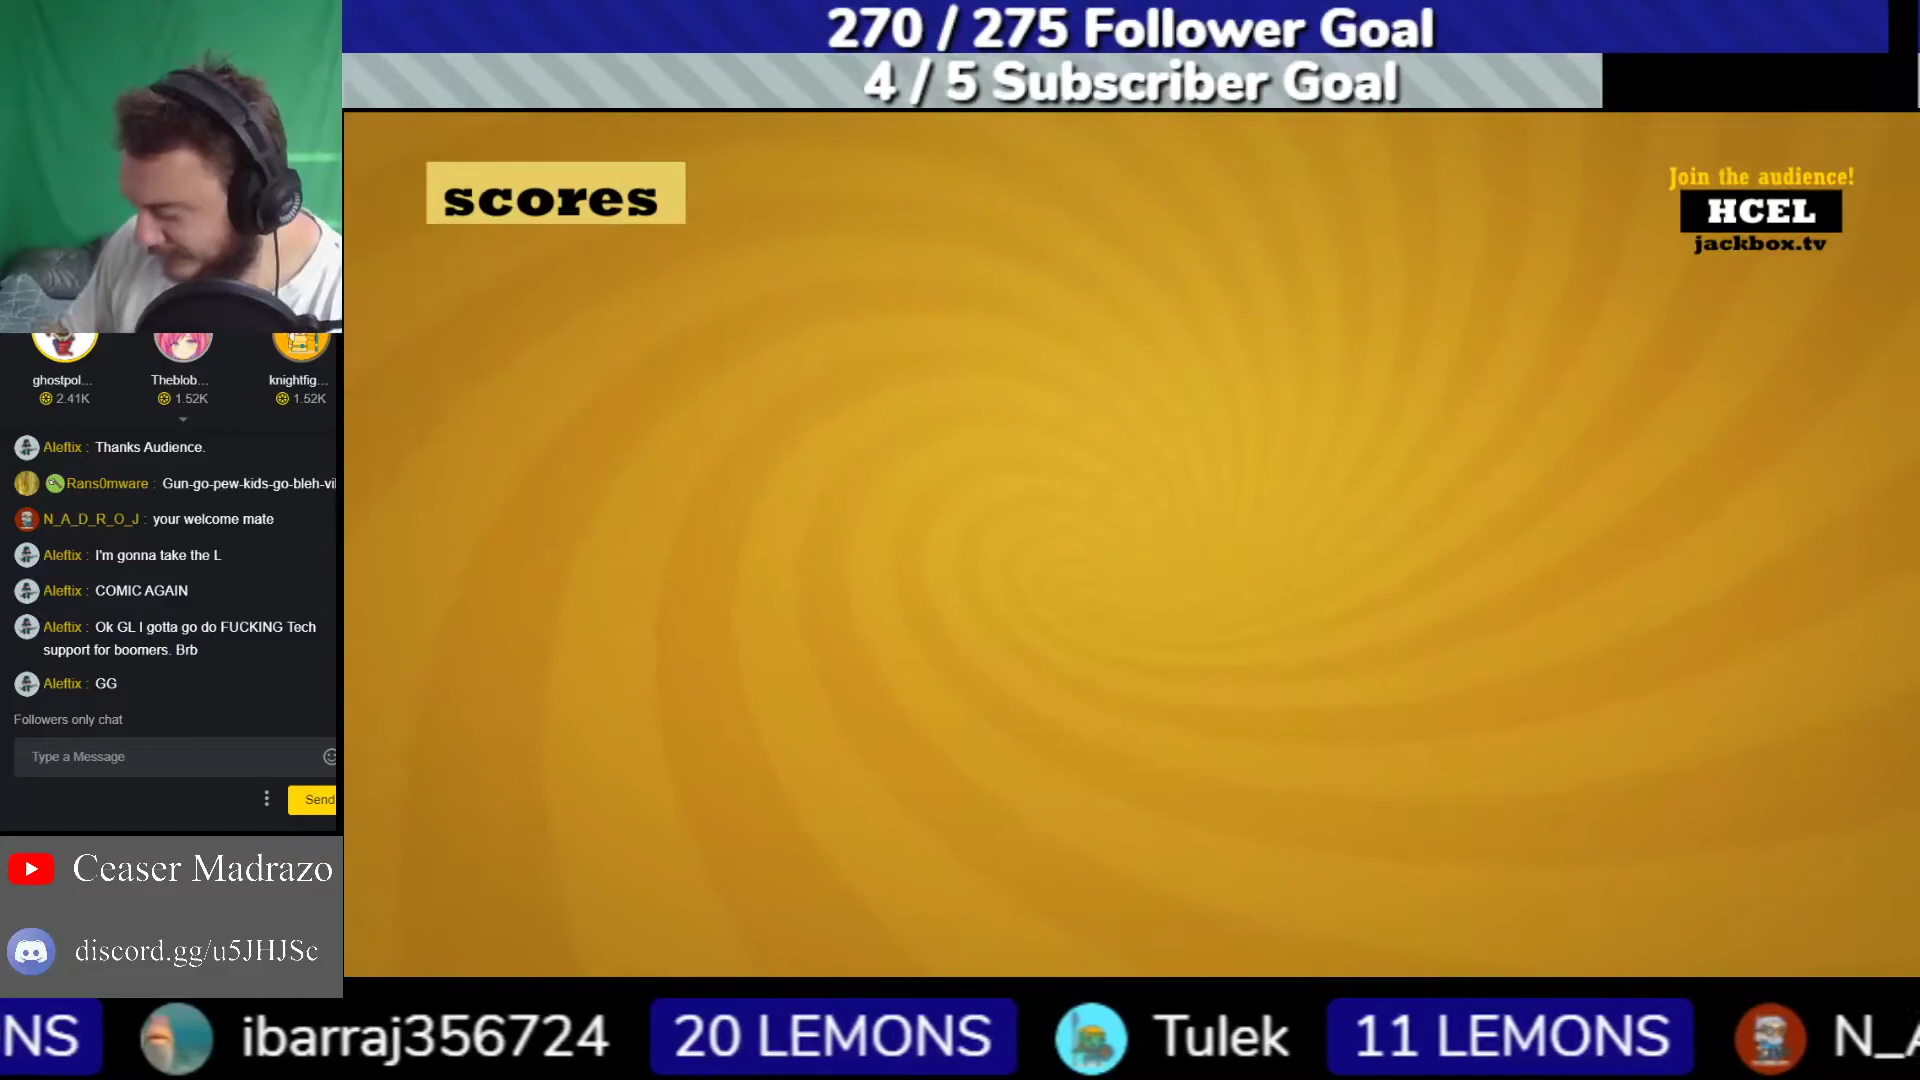 270 / 275 Follower Goal
4 / 5 Subscriber Goal
scores
Join the audience!
HCEL
jackbox.tv
ghostpol... Theblob... knightfig...
2.41K 1.52K 1.52K
Aleftix : Thanks Audience.
Rans0mware : Gun-go-pew-kids-go-bleh-vi
N_A_D_R_O_J : your welcome mate
Aleftix : I'm gonna take the L
Aleftix : COMIC AGAIN
Aleftix : Ok GL I gotta go do FUCKING Tech
support for boomers. Brb
Aleftix : GG
Followers only chat
Type a Message
Send
Ceaser Madrazo
discord.gg/u5JHJSc
NS ibarraj356724 20 LEMONS Tulek 11 LEMONS N_A